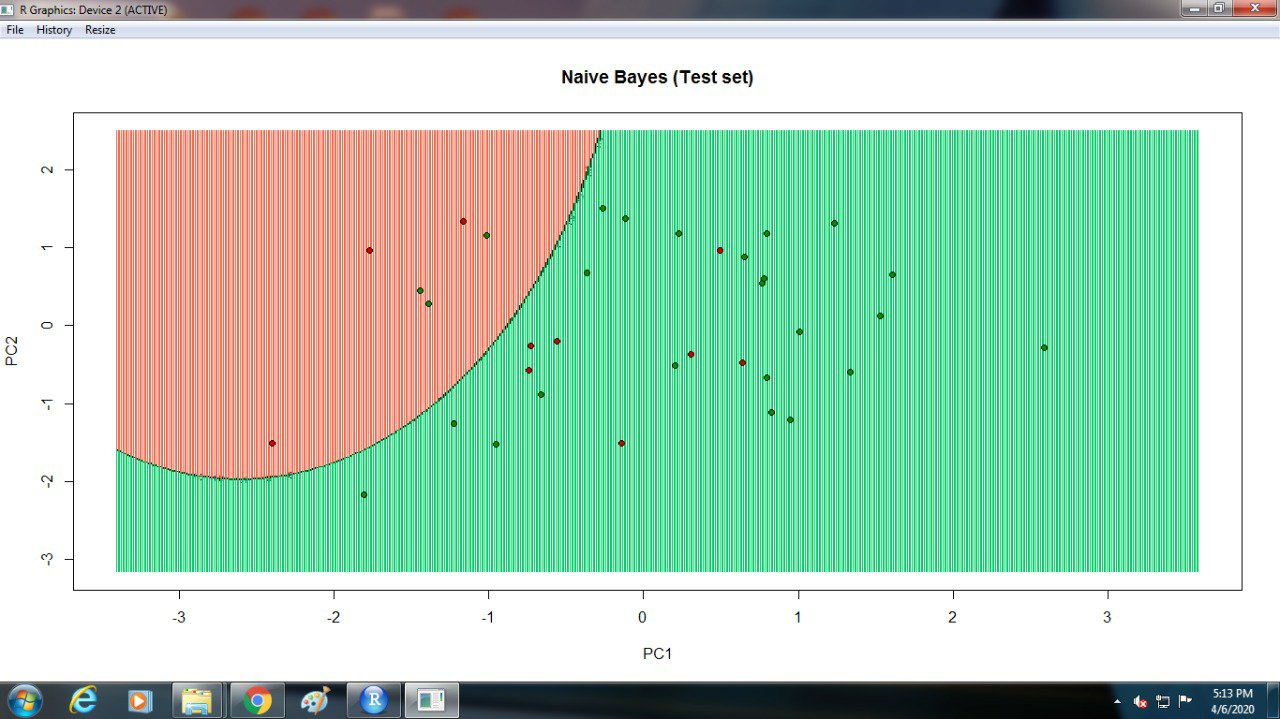 R Graphics: Device 2 (ACTIVE)
File History Resize
Naive Bayes (Test set)
2
1
0
-1
-2
-3
PC2
-3 -2 -1 0 1 2 3
PC1
5:13 PM
4/6/2020